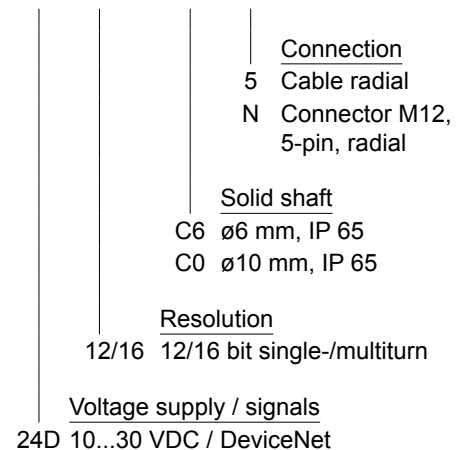 Connection
5 Cable radial
N Connector M12,
5-pin, radial
Solid shaft
C6 ø6 mm, IP 65
C0 ø10 mm, IP 65
Resolution
12/16 12/16 bit single-/multiturn
Voltage supply / signals
24D 10...30 VDC / DeviceNet